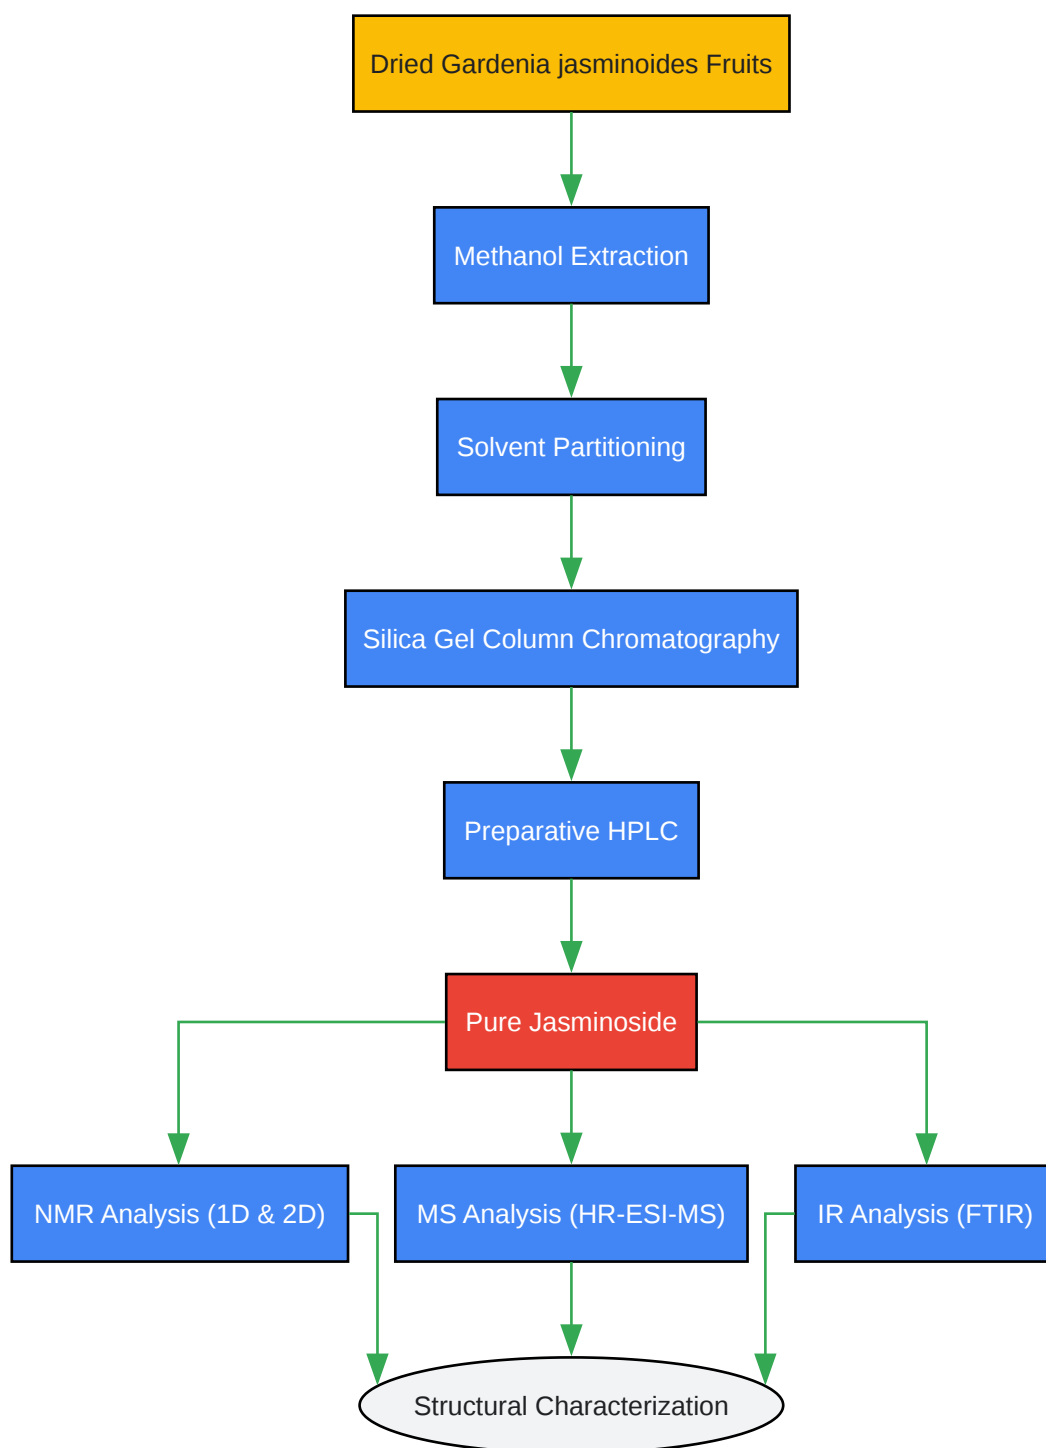 Dried Gardenia jasminoides Fruits
Methanol Extraction
Solvent Partitioning
Silica Gel Column Chromatography
Preparative HPLC
Pure Jasminoside
NMR Analysis (1D & 2D)
MS Analysis (HR-ESI-MS)
IR Analysis (FTIR)
Structural Characterization